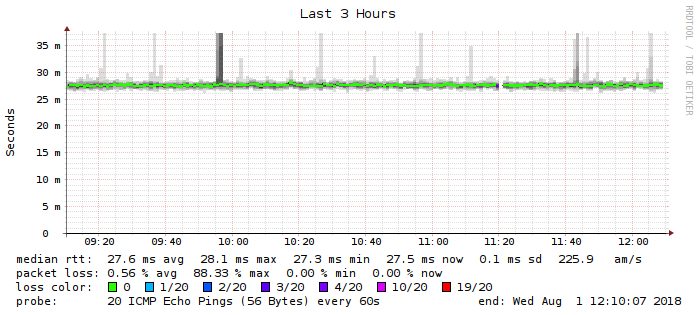 Last 3 Hours
RRDTOOL / TOBI OETIKER
Seconds
35 m
30 m
25 m
20 m
15 m
10 m
5 m
0
09:20 09:40 10:00 10:20 10:40 11:00 11:20 11:40 12:00
median rtt: 27.6 ms avg 28.1 ms max 27.3 ms min 27.5 ms now 0.1 ms sd 225.9 am/s
packet loss: 0.56 % avg 88.33 % max 0.00 % min 0.00 % now
loss color: 0 1/20 2/20 3/20 4/20 10/20 19/20
probe: 20 ICMP Echo Pings (56 Bytes) every 60s end: Wed Aug 1 12:10:07 2018